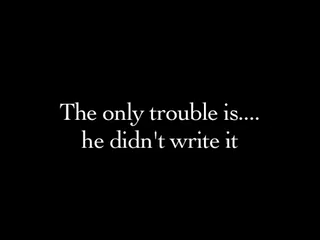 The only trouble is....
he didn't write it